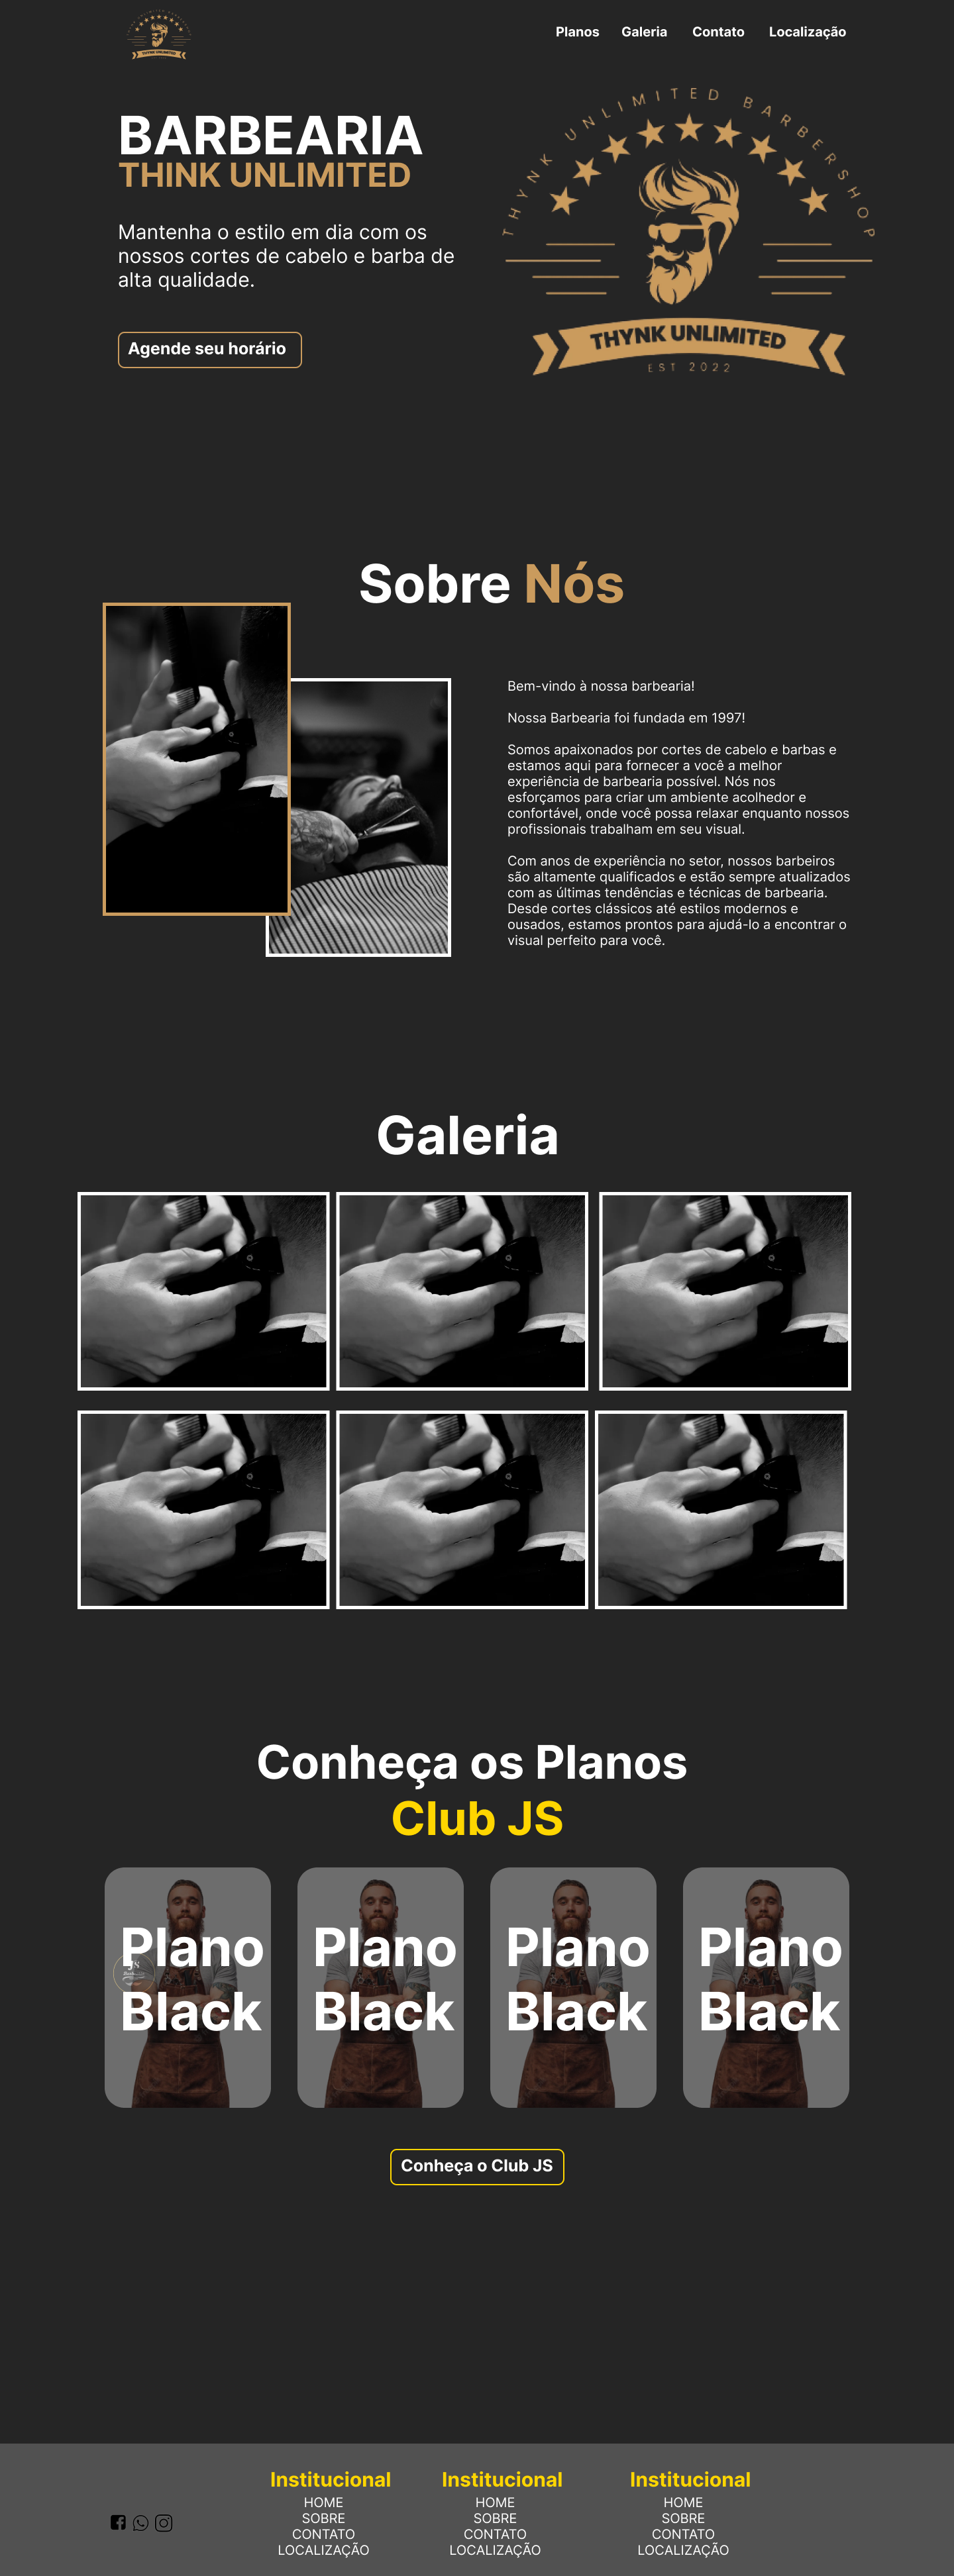 THYNK UNLIMITED
Planos Galeria Contato Localização
BARBEARIA
THINK UNLIMITED
Mantenha o estilo em dia com os
nossos cortes de cabelo e barba de
alta qualidade.
Agende seu horário
THYNK UNLIMITED BARBERSHOP
THYNK UNLIMITED
EST 2022
Sobre Nós
Bem-vindo à nossa barbearia!
Nossa Barbearia foi fundada em 1997!
Somos apaixonados por cortes de cabelo e barbas e
estamos aqui para fornecer a você a melhor
experiência de barbearia possível. Nós nos
esforçamos para criar um ambiente acolhedor e
confortável, onde você possa relaxar enquanto nossos
profissionais trabalham em seu visual.
Com anos de experiência no setor, nossos barbeiros
são altamente qualificados e estão sempre atualizados
com as últimas tendências e técnicas de barbearia.
Desde cortes clássicos até estilos modernos e
ousados, estamos prontos para ajudá-lo a encontrar o
visual perfeito para você.
Galeria
Conheça os Planos
Club JS
Plano
Black
Plano
Black
Plano
Black
Plano
Black
JS
Conheça o Club JS
Institucional
HOME
SOBRE
CONTATO
LOCALIZAÇÃO
Institucional
HOME
SOBRE
CONTATO
LOCALIZAÇÃO
Institucional
HOME
SOBRE
CONTATO
LOCALIZAÇÃO